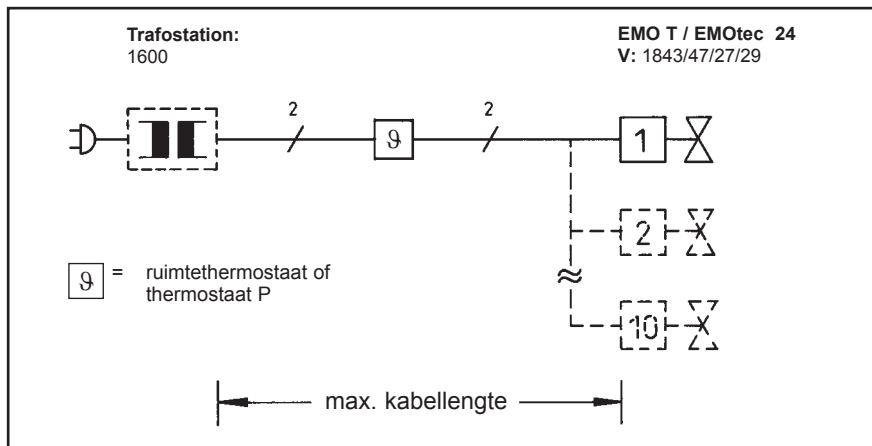 Trafostation:
1600
EMO T / EMOtec 24
V: 1843/47/27/29
2
2
ϑ
1
2
10
ϑ = ruimtethermostaat of
thermostaat P
max. kabellengte